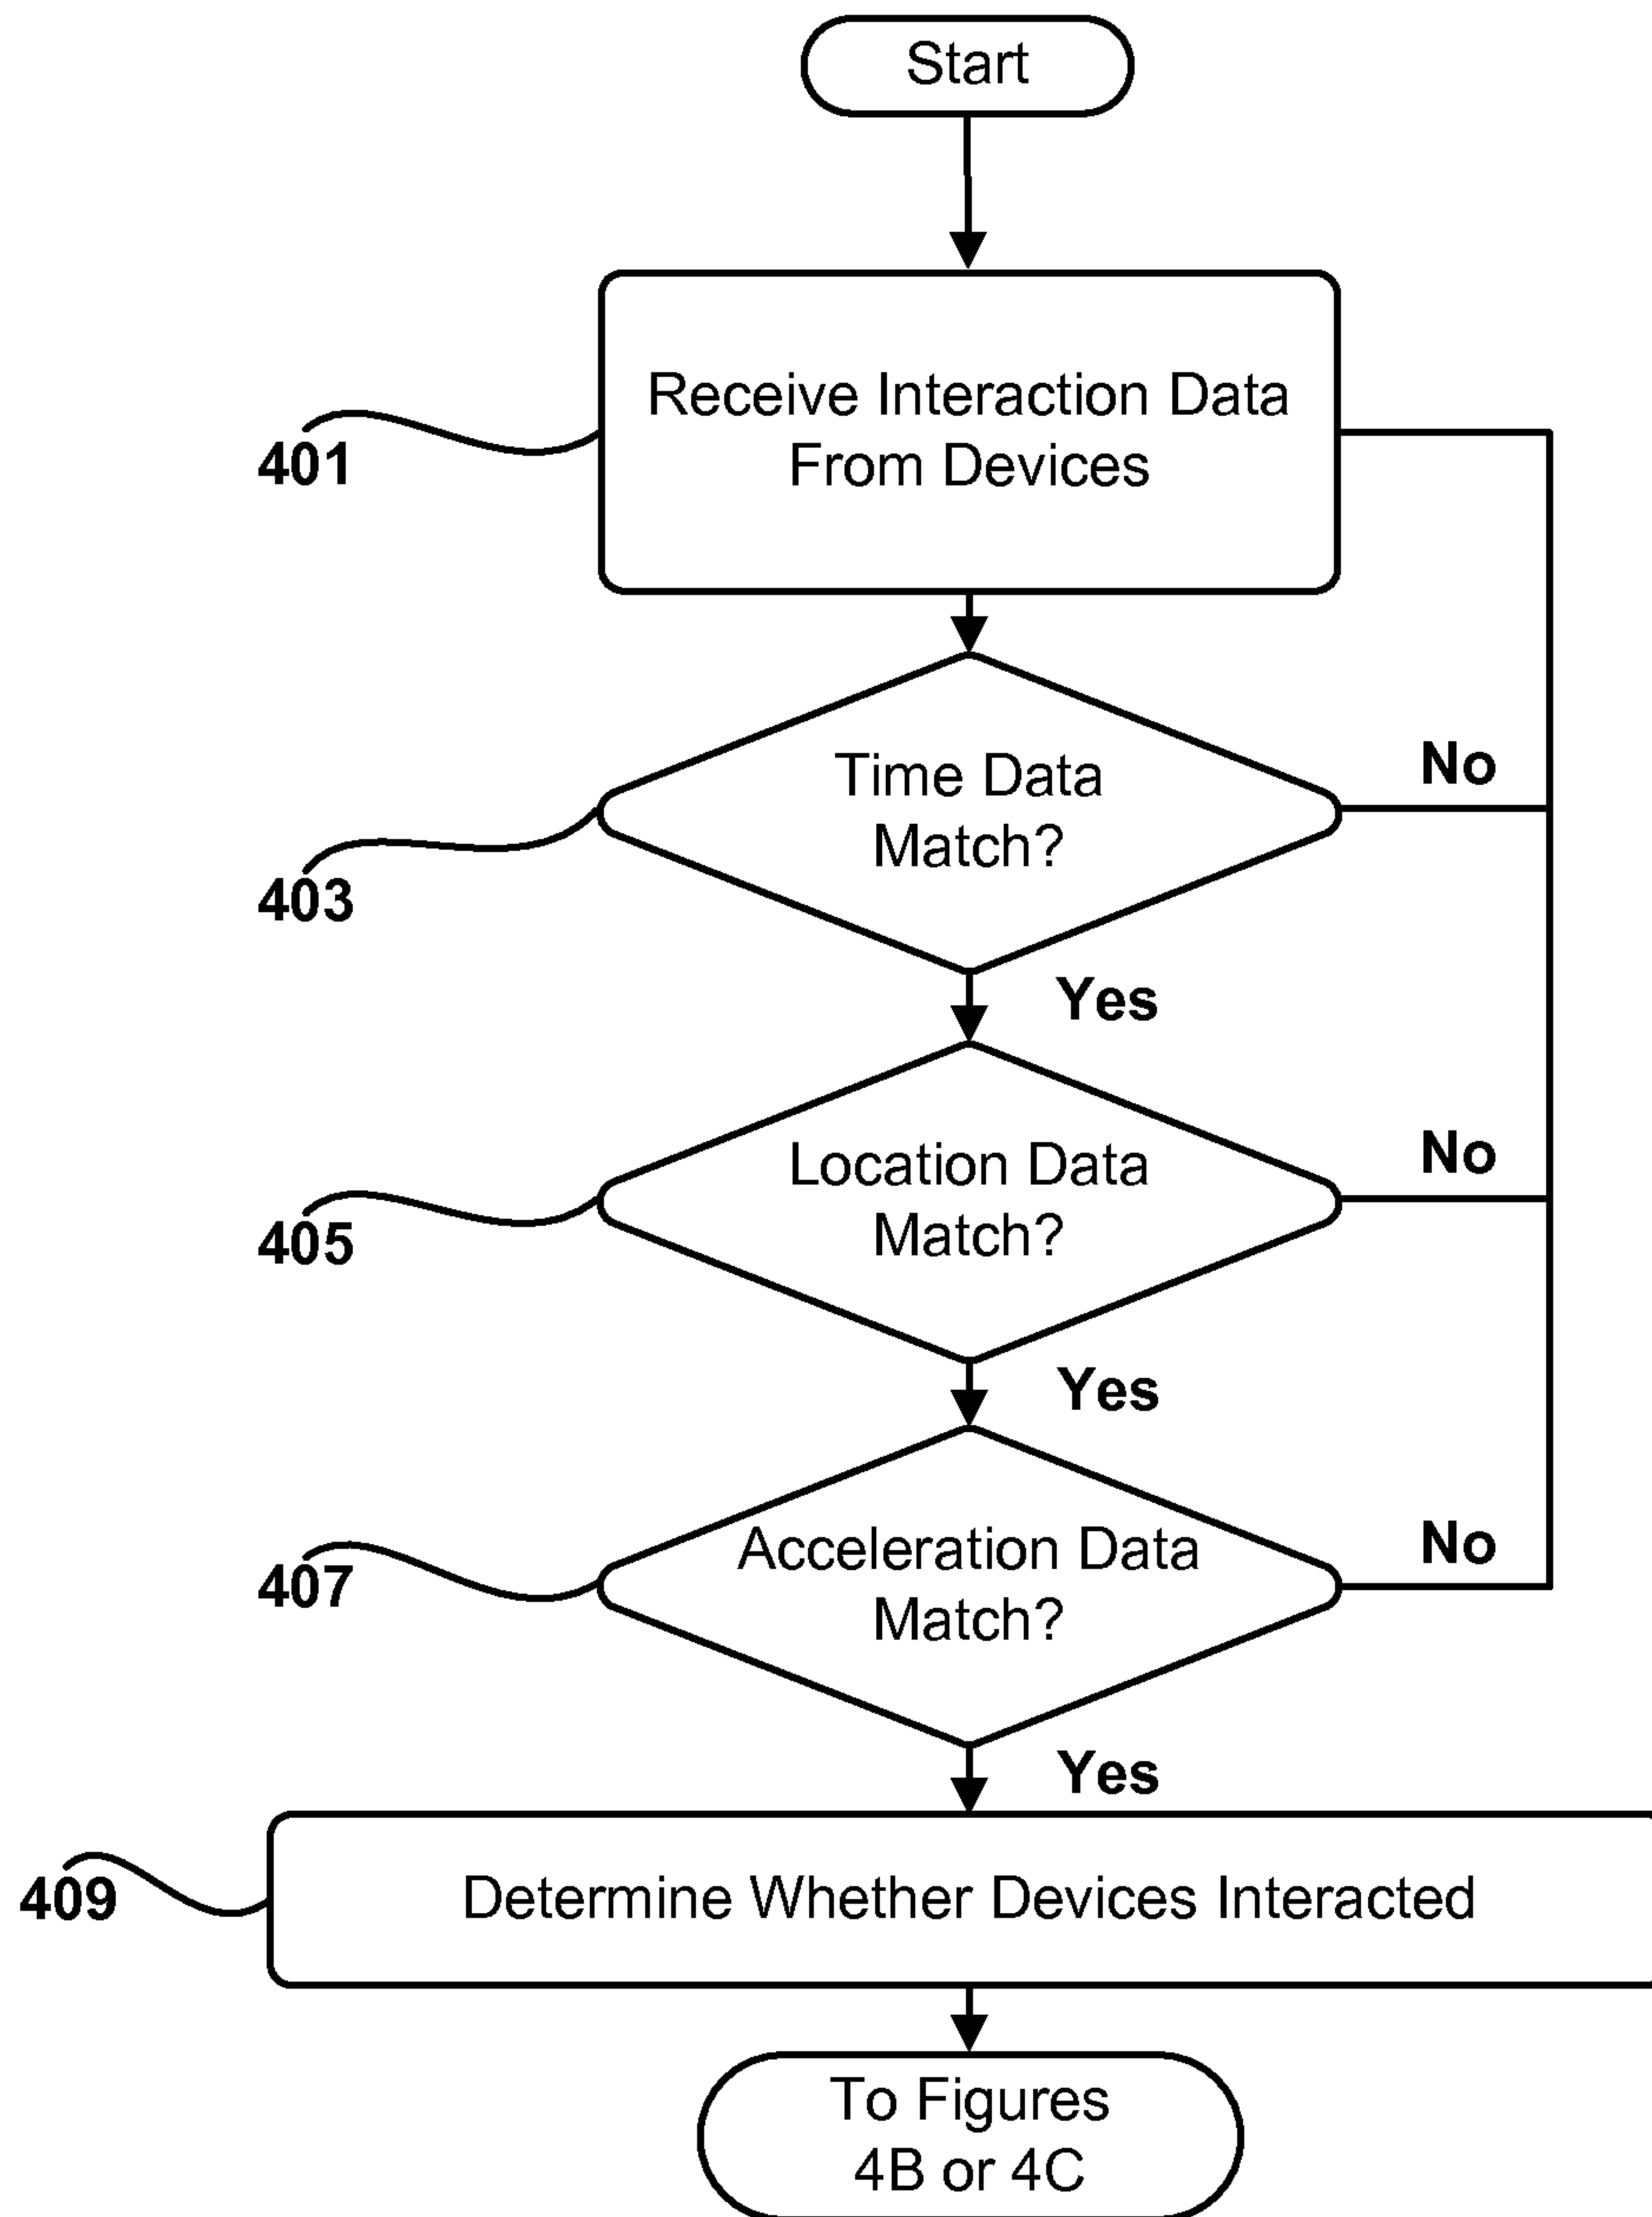 Start
Receive Interaction Data
From Devices
401
Time Data
Match?
No
403
Yes
Location Data
Match?
No
405
Yes
Acceleration Data
Match?
No
407
Yes
Determine Whether Devices Interacted
409
To Figures
4B or 4C